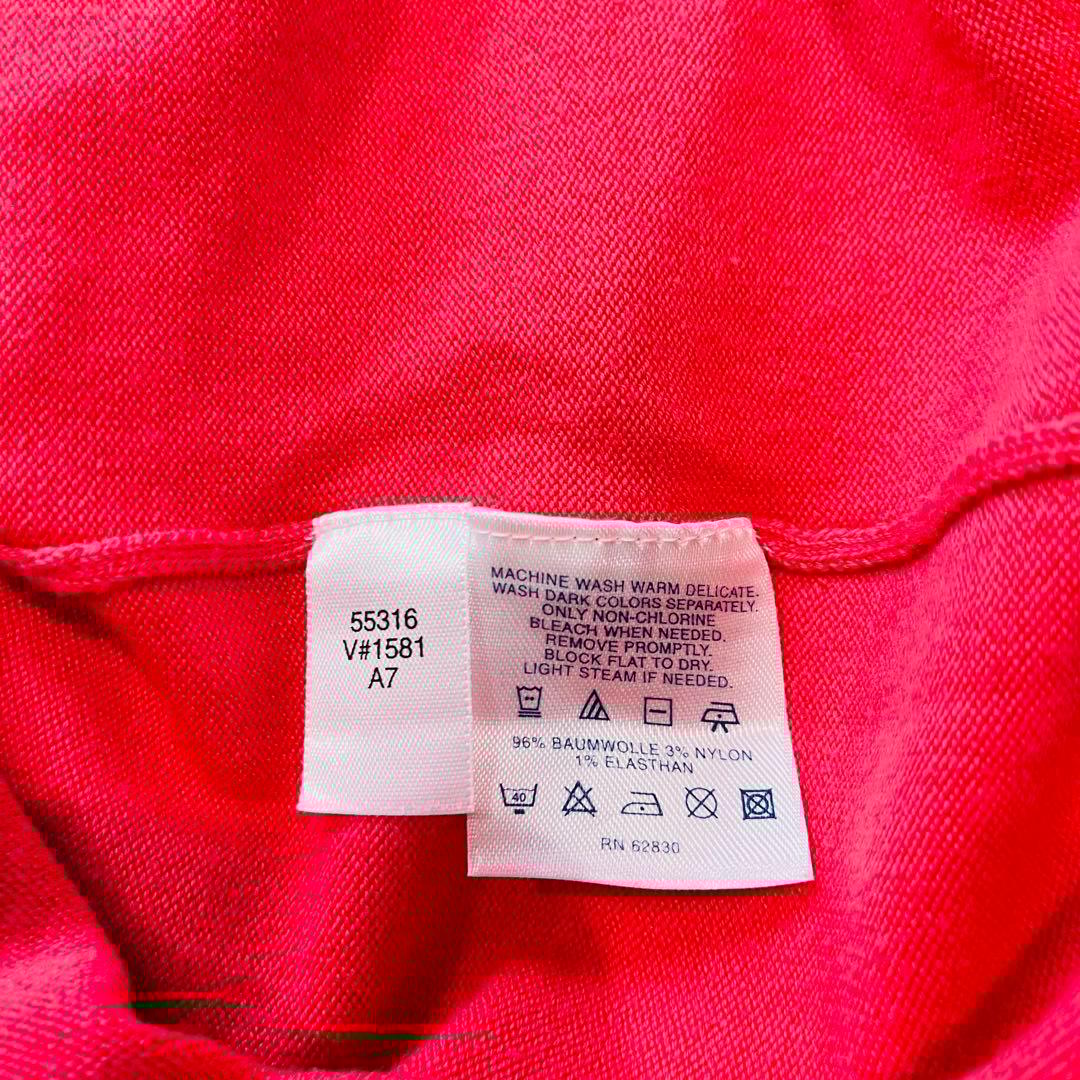 55316
V#1581
A7
MACHINE WASH WARM DELICATE.
WASH DARK COLORS SEPARATELY.
ONLY NON-CHLORINE
BLEACH WHEN NEEDED.
REMOVE PROMPTLY.
BLOCK FLAT TO DRY.
LIGHT STEAM IF NEEDED.
96% BAUMWOLLE 3% NYLON
1% ELASTHAN
40
RN 62830